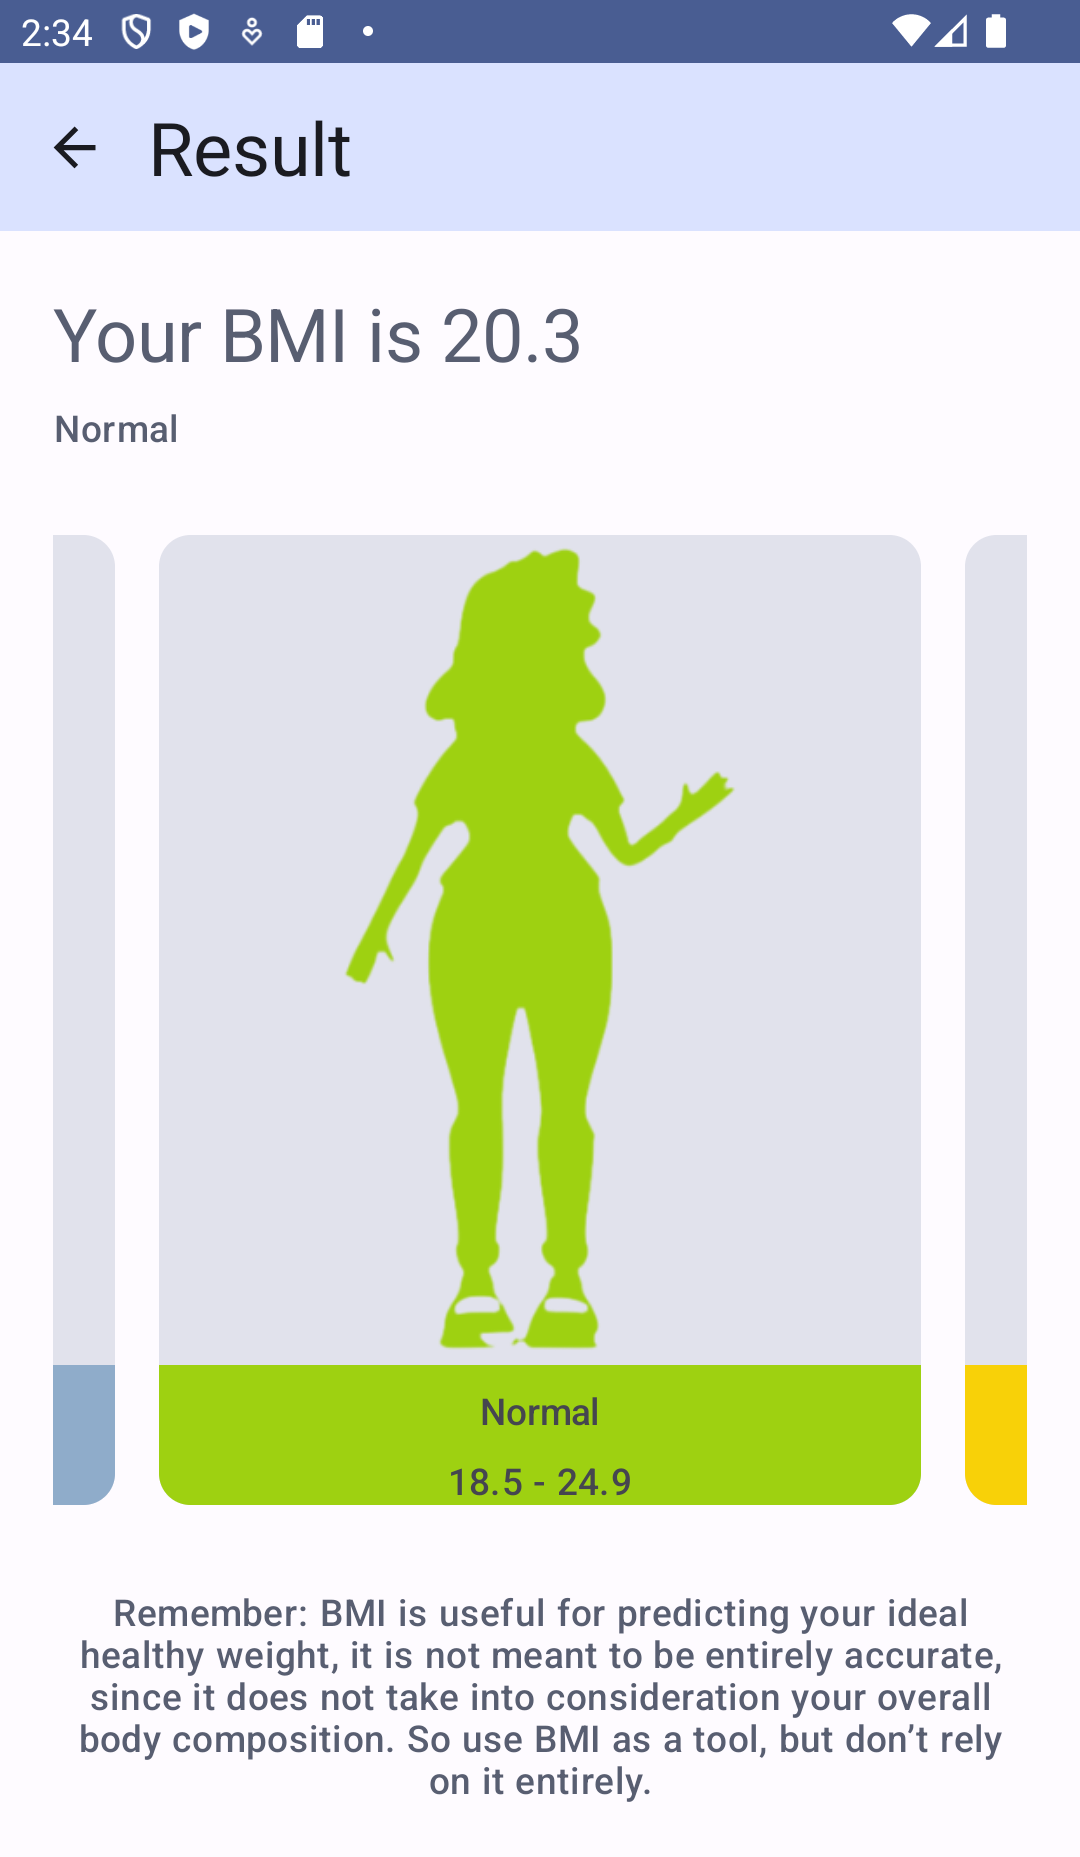 2:34
Result
Your BMI is 20.3
Normal
Normal
18.5 - 24.9
Remember: BMI is useful for predicting your ideal
healthy weight, it is not meant to be entirely accurate,
since it does not take into consideration your overall
body composition. So use BMI as a tool, but don’t rely
on it entirely.